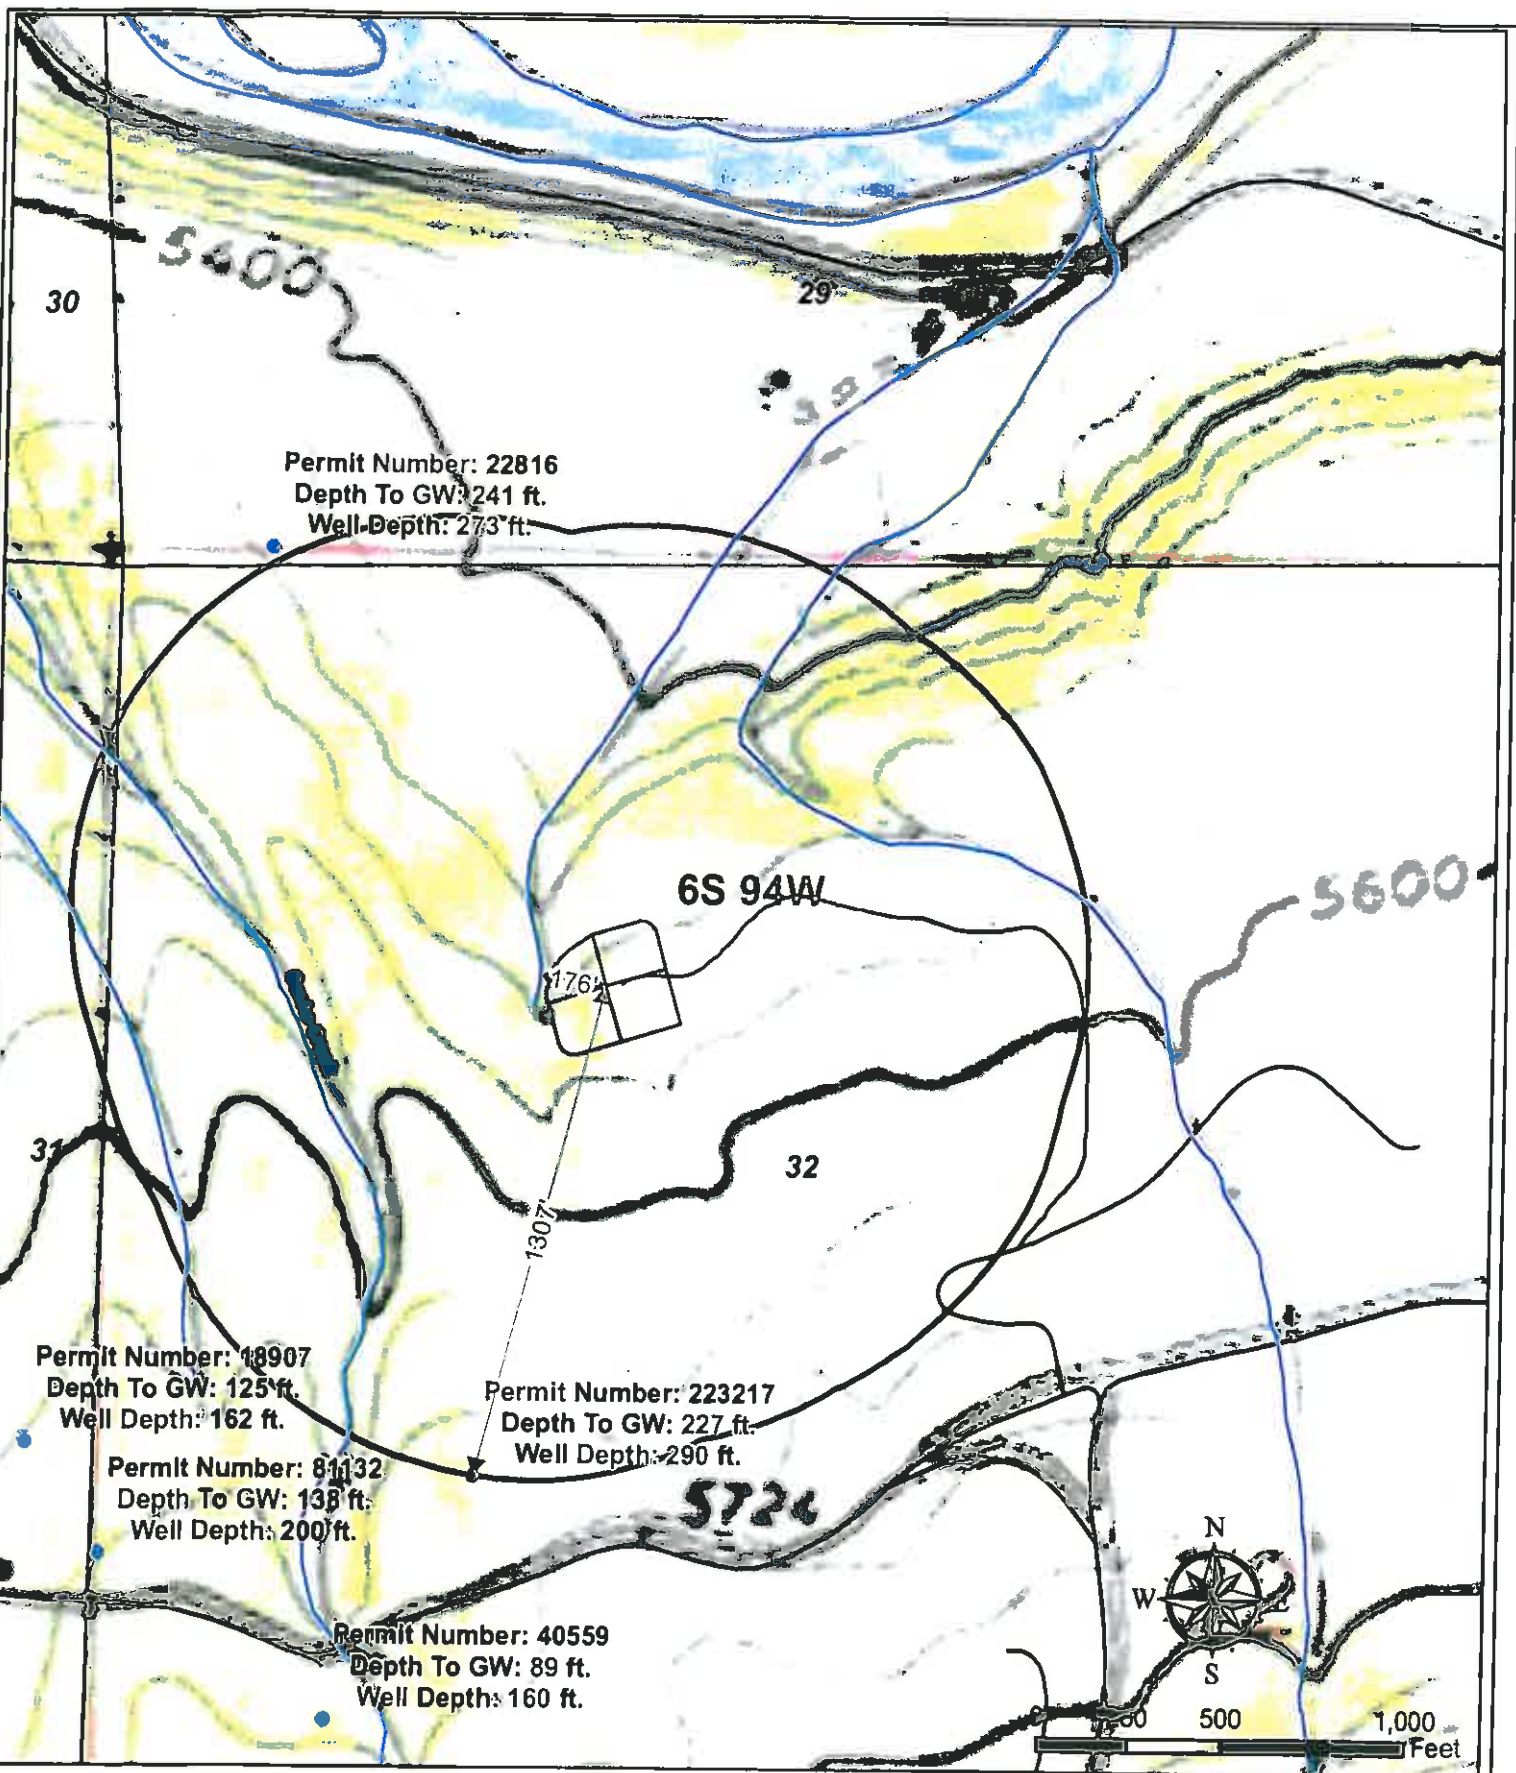 5400
30
29
Permit Number: 22816
Depth To GW: 241 ft.
Well Depth: 273 ft.
6S 94W
5600
176'
31
32
1307'
Permit Number: 18907
Depth To GW: 125 ft.
Well Depth: 162 ft.
Permit Number: 223217
Depth To GW: 227 ft.
Well Depth: 290 ft.
Permit Number: 81132
Depth To GW: 138 ft.
Well Depth: 200 ft.
5724
N
W
S
Permit Number: 40559
Depth To GW: 89 ft.
Well Depth: 160 ft.
500
1,000
Feet